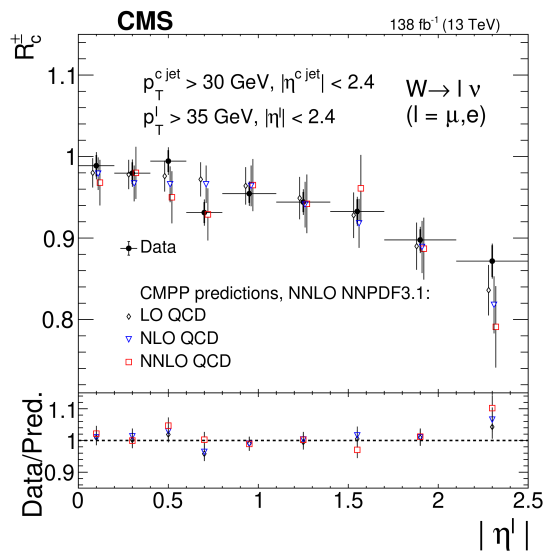 CMS 138 fb⁻¹ (13 TeV)
R_c^±
p_T^{c jet} > 30 GeV, |η^{c jet}| < 2.4
p_T^l > 35 GeV, |η^l| < 2.4
W→ l ν
(l = μ,e)
1.1
1
0.9
0.8
Data
CMPP predictions, NNLO NNPDF3.1:
LO QCD
NLO QCD
NNLO QCD
Data/Pred.
1.1
1
0.9
0 0.5 1 1.5 2 2.5
| η^l |